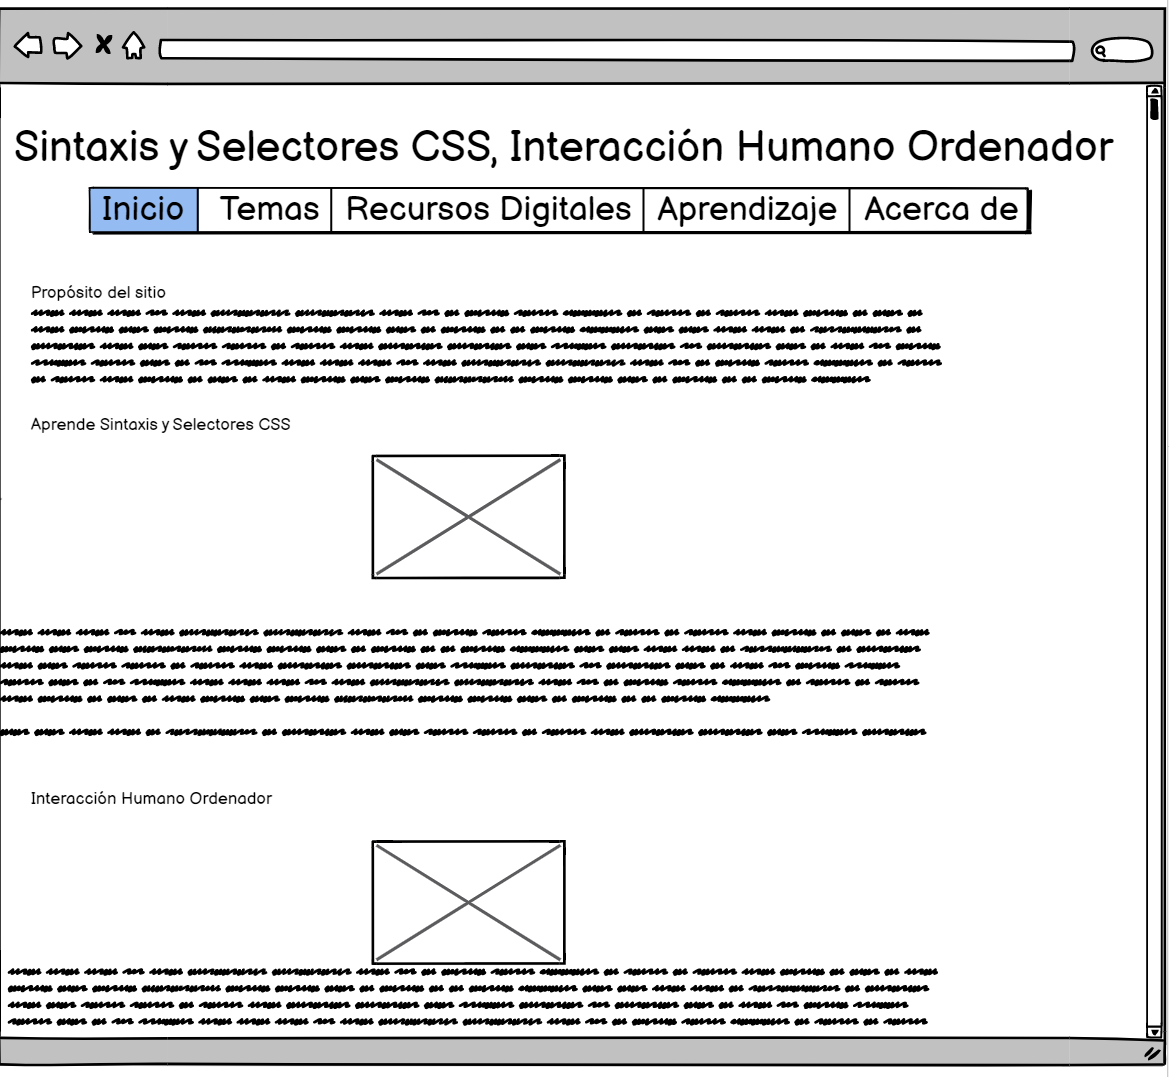 Sintaxis y Selectores CSS, Interacción Humano Ordenador
Inicio Temas Recursos Digitales Aprendizaje Acerca de
Propósito del sitio
Aprende Sintaxis y Selectores CSS
Interacción Humano Ordenador